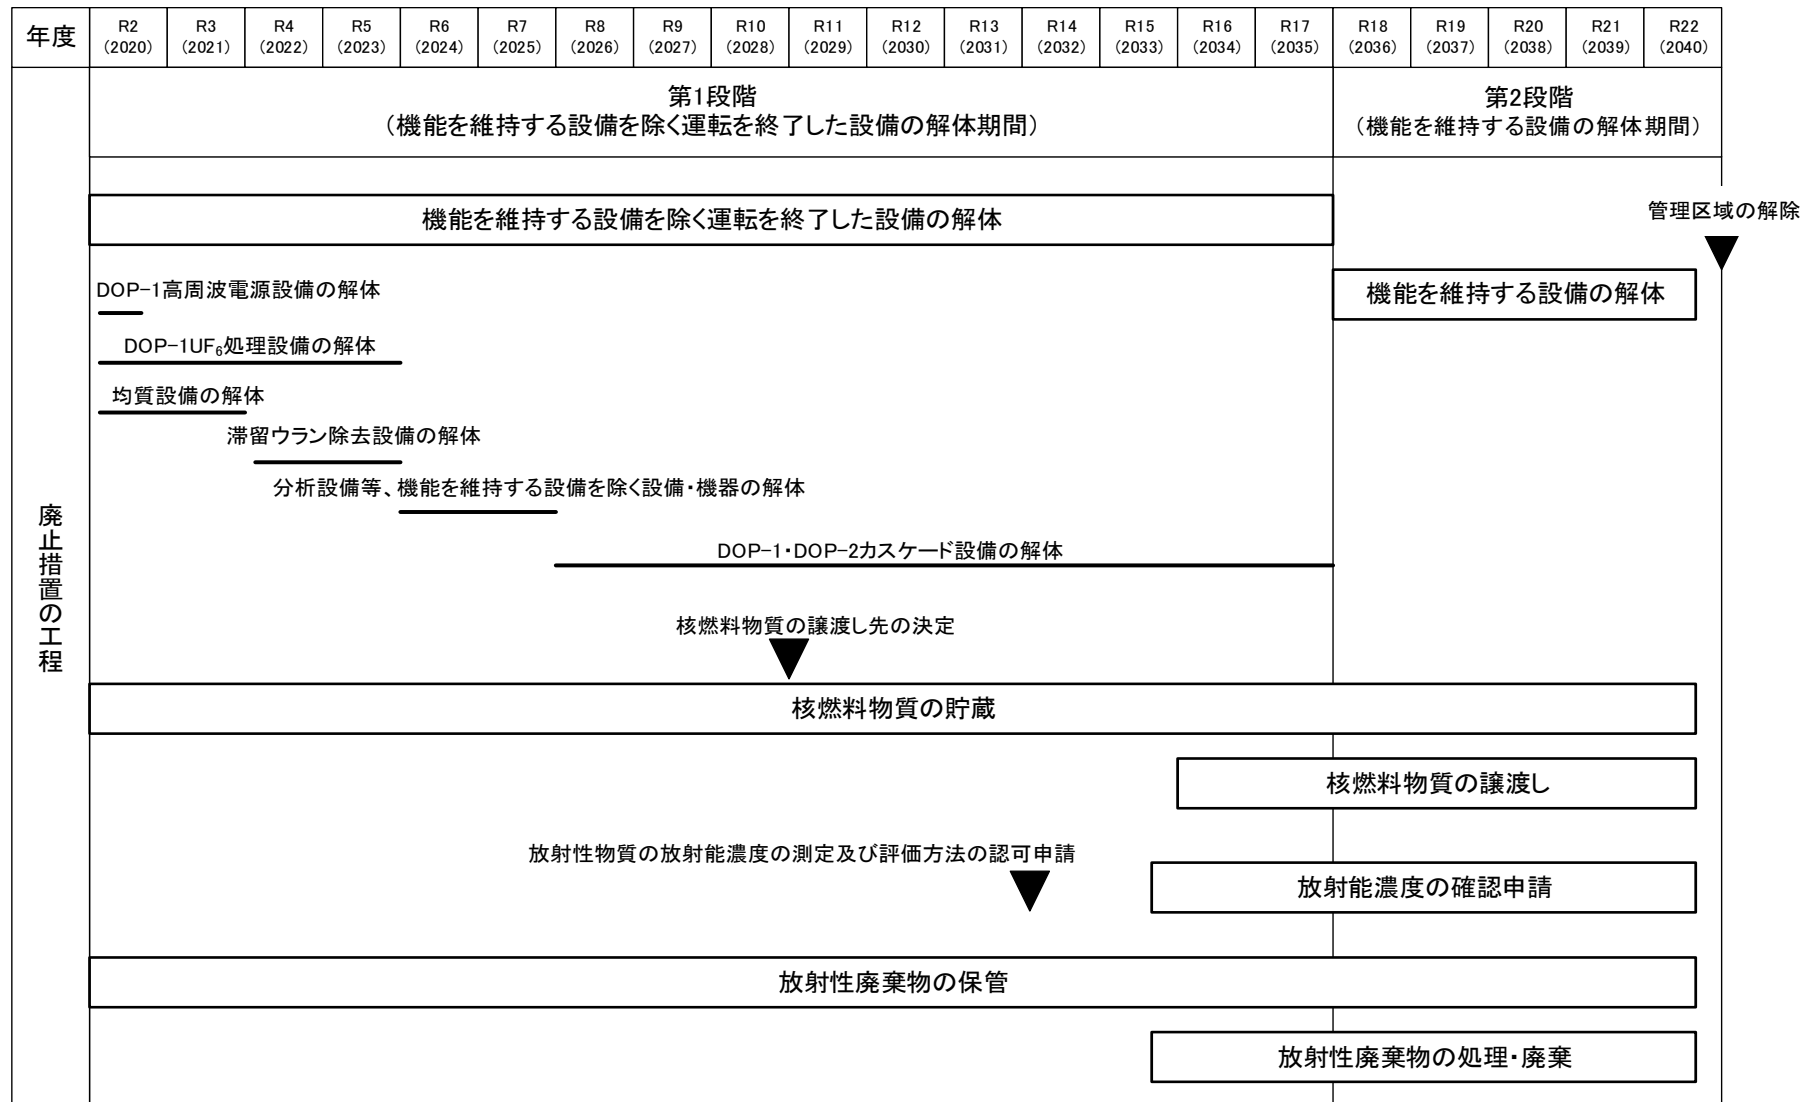 年度
R2
（2020）
R3
（2021）
R4
（2022）
R5
（2023）
R6
（2024）
R7
（2025）
R8
（2026）
R9
（2027）
R10
（2028）
R11
（2029）
R12
（2030）
R13
（2031）
R14
（2032）
R15
（2033）
R16
（2034）
R17
（2035）
R18
（2036）
R19
（2037）
R20
（2038）
R21
（2039）
R22
（2040）
廃止措置の工程
第1段階
（機能を維持する設備を除く運転を終了した設備の解体期間）
第2段階
（機能を維持する設備の解体期間）
機能を維持する設備を除く運転を終了した設備の解体
管理区域の解除
DOP-1高周波電源設備の解体
機能を維持する設備の解体
DOP-1UF₆処理設備の解体
均質設備の解体
滞留ウラン除去設備の解体
分析設備等、機能を維持する設備を除く設備・機器の解体
DOP-1・DOP-2カスケード設備の解体
核燃料物質の譲渡し先の決定
核燃料物質の貯蔵
核燃料物質の譲渡し
放射性物質の放射能濃度の測定及び評価方法の認可申請
放射能濃度の確認申請
放射性廃棄物の保管
放射性廃棄物の処理・廃棄